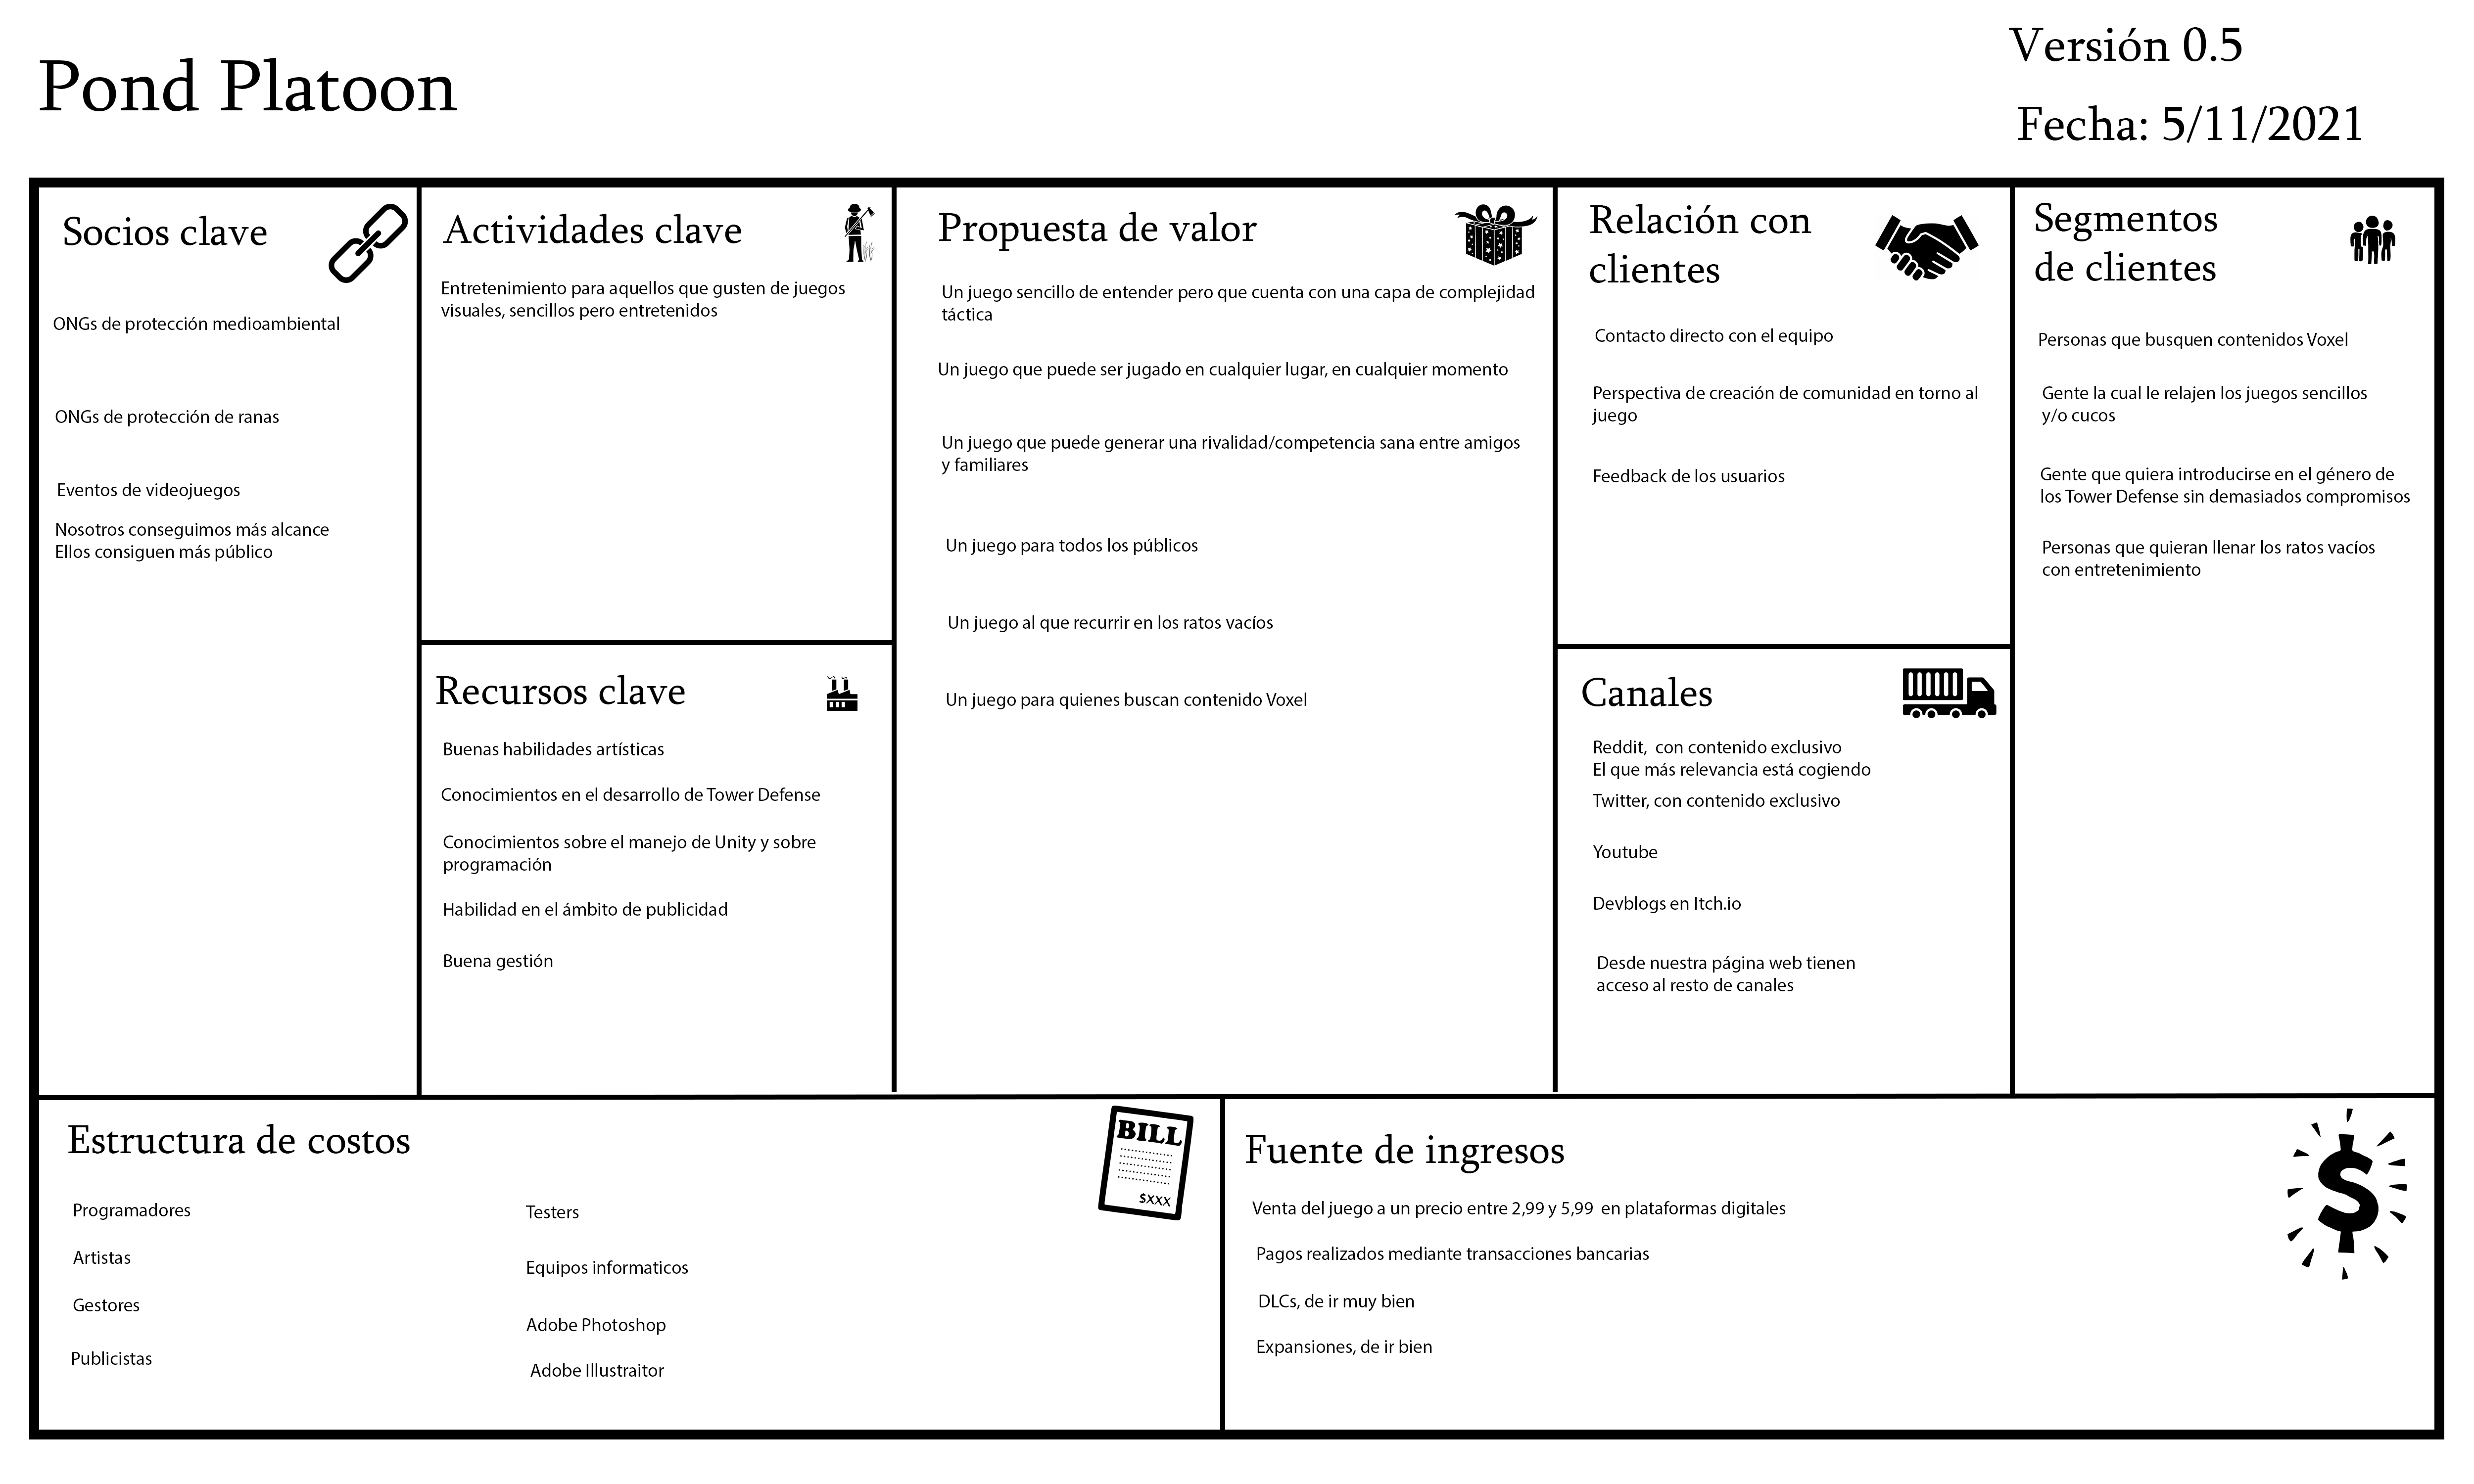 Pond Platoon
Versión 0.5
Fecha: 5/11/2021
Socios clave
ONGs de protección medioambiental
ONGs de protección de ranas
Eventos de videojuegos
Nosotros conseguimos más alcance
Ellos consiguen más público
Actividades clave
Entretenimiento para aquellos que gusten de juegos
visuales, sencillos pero entretenidos
Recursos clave
Buenas habilidades artísticas
Conocimientos en el desarrollo de Tower Defense
Conocimientos sobre el manejo de Unity y sobre
programación
Habilidad en el ámbito de publicidad
Buena gestión
Propuesta de valor
Un juego sencillo de entender pero que cuenta con una capa de complejidad
táctica
Un juego que puede ser jugado en cualquier lugar, en cualquier momento
Un juego que puede generar una rivalidad/competencia sana entre amigos
y familiares
Un juego para todos los públicos
Un juego al que recurrir en los ratos vacíos
Un juego para quienes buscan contenido Voxel
Relación con
clientes
Contacto directo con el equipo
Perspectiva de creación de comunidad en torno al
juego
Feedback de los usuarios
Canales
Reddit, con contenido exclusivo
El que más relevancia está cogiendo
Twitter, con contenido exclusivo
Youtube
Devblogs en Itch.io
Desde nuestra página web tienen
acceso al resto de canales
Segmentos
de clientes
Personas que busquen contenidos Voxel
Gente la cual le relajen los juegos sencillos
y/o cucos
Gente que quiera introducirse en el género de
los Tower Defense sin demasiados compromisos
Personas que quieran llenar los ratos vacíos
con entretenimiento
Estructura de costos
Programadores
Artistas
Gestores
Publicistas
Testers
Equipos informaticos
Adobe Photoshop
Adobe Illustraitor
BILL
$XXX
Fuente de ingresos
Venta del juego a un precio entre 2,99 y 5,99 en plataformas digitales
Pagos realizados mediante transacciones bancarias
DLCs, de ir muy bien
Expansiones, de ir bien
$